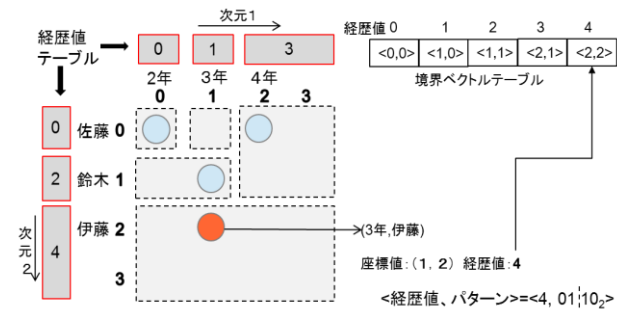 次元1
経歴値
テーブル
0 1 3
2年 3年 4年
0 1 2 3
0 佐藤 0
2 鈴木 1
伊藤 2
次元2
4
3
経歴値 0 1 2 3 4
<0,0> <1,0> <1,1> <2,1> <2,2>
境界ベクトルテーブル
(3年,伊藤)
座標値:(1, 2) 経歴値:4
<経歴値、パターン>=<4, 01¦10₂>